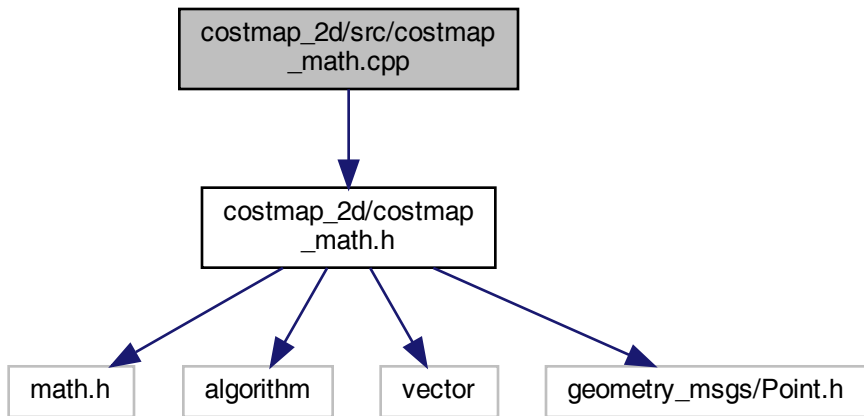 costmap_2d/src/costmap
_math.cpp
costmap_2d/costmap
_math.h
math.h
algorithm
vector
geometry_msgs/Point.h